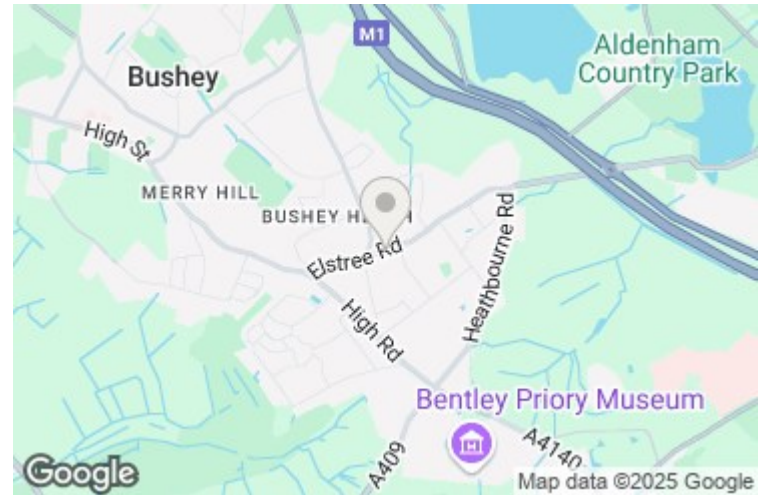 M1
Aldenham
Country Park
Bushey
High St
MERRY HILL
BUSHEY H
Elstree Rd
Heathbourne Rd
High Rd
Bentley Priory Museum
A4140
A409
Google
Map data ©2025 Google